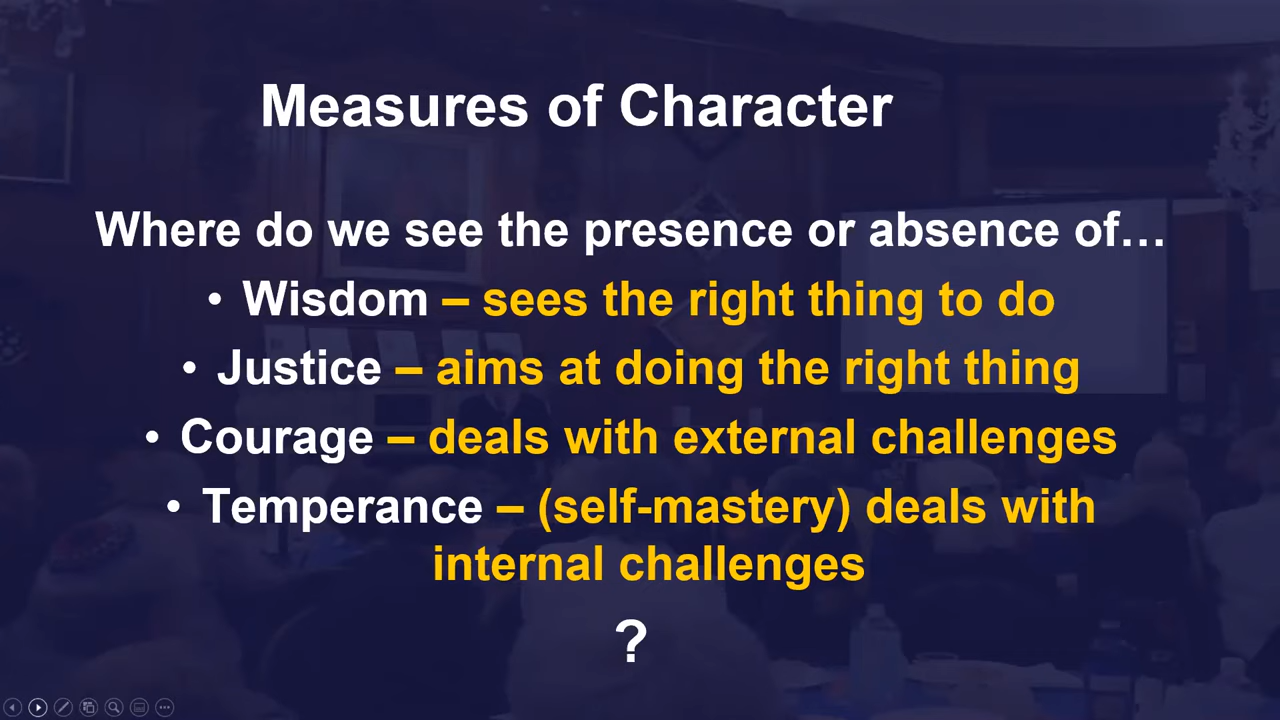 Measures of Character
Where do we see the presence or absence of…
• Wisdom – sees the right thing to do
• Justice – aims at doing the right thing
• Courage – deals with external challenges
• Temperance – (self-mastery) deals with
internal challenges
?